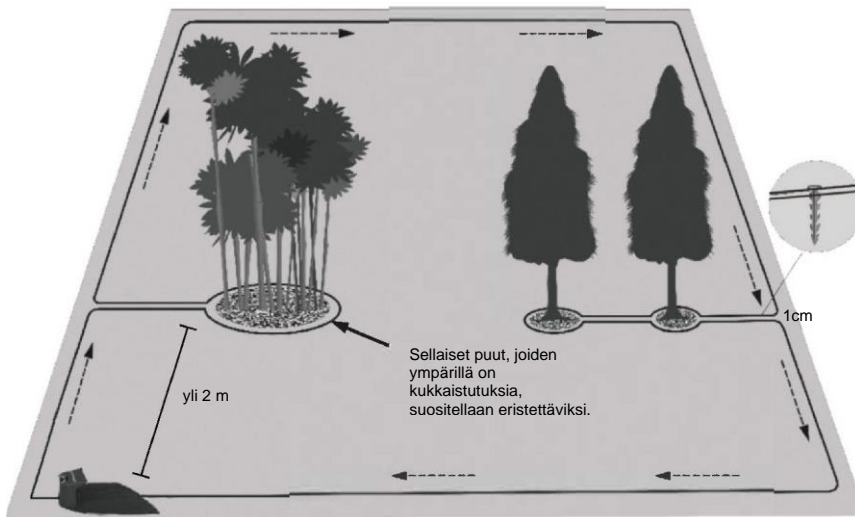 1cm
Sellaiset puut, joiden
ympärillä on
kukkaistutuksia,
suositellaan eristettäviksi.
yli 2 m